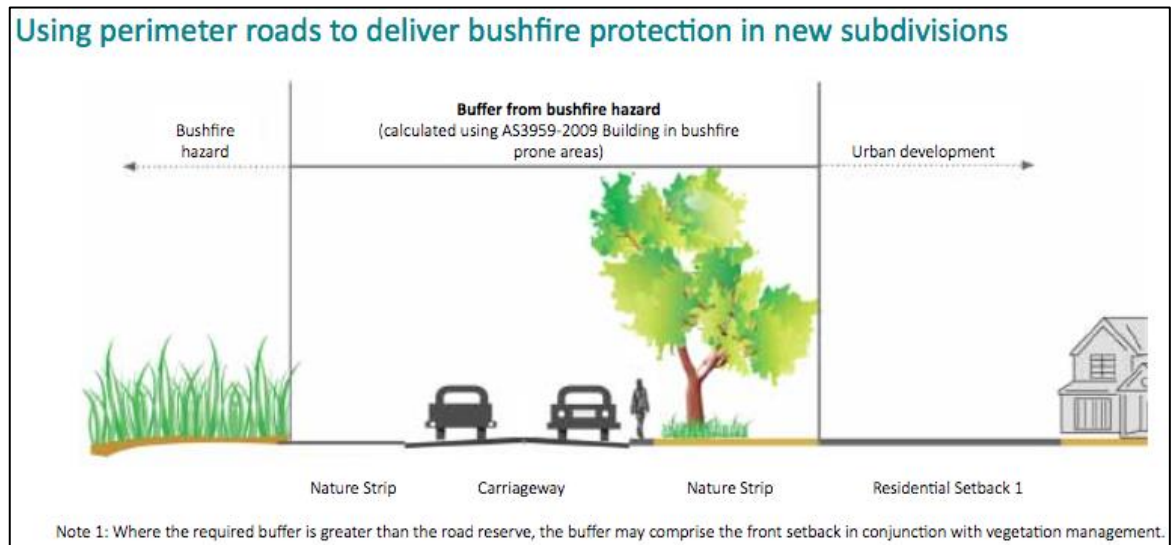 Using perimeter roads to deliver bushfire protection in new subdivisions
Buffer from bushfire hazard
(calculated using AS3959-2009 Building in bushfire
prone areas)
Bushfire
hazard
Urban development
Nature Strip
Carriageway
Nature Strip
Residential Setback 1
Note 1: Where the required buffer is greater than the road reserve, the buffer may comprise the front setback in conjunction with vegetation management.